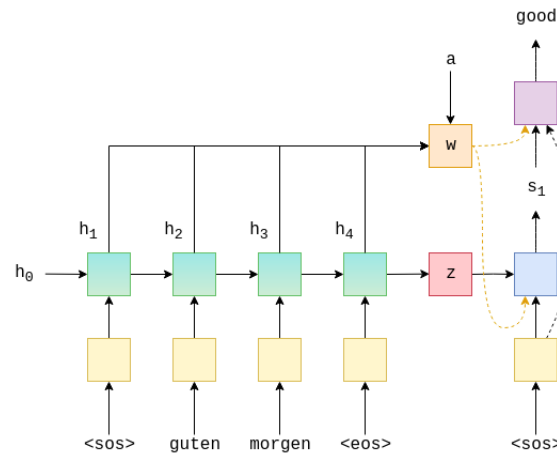 good
a
w
s₁
h₁ h₂ h₃ h₄
h₀ z
<sos> guten morgen <eos> <sos>